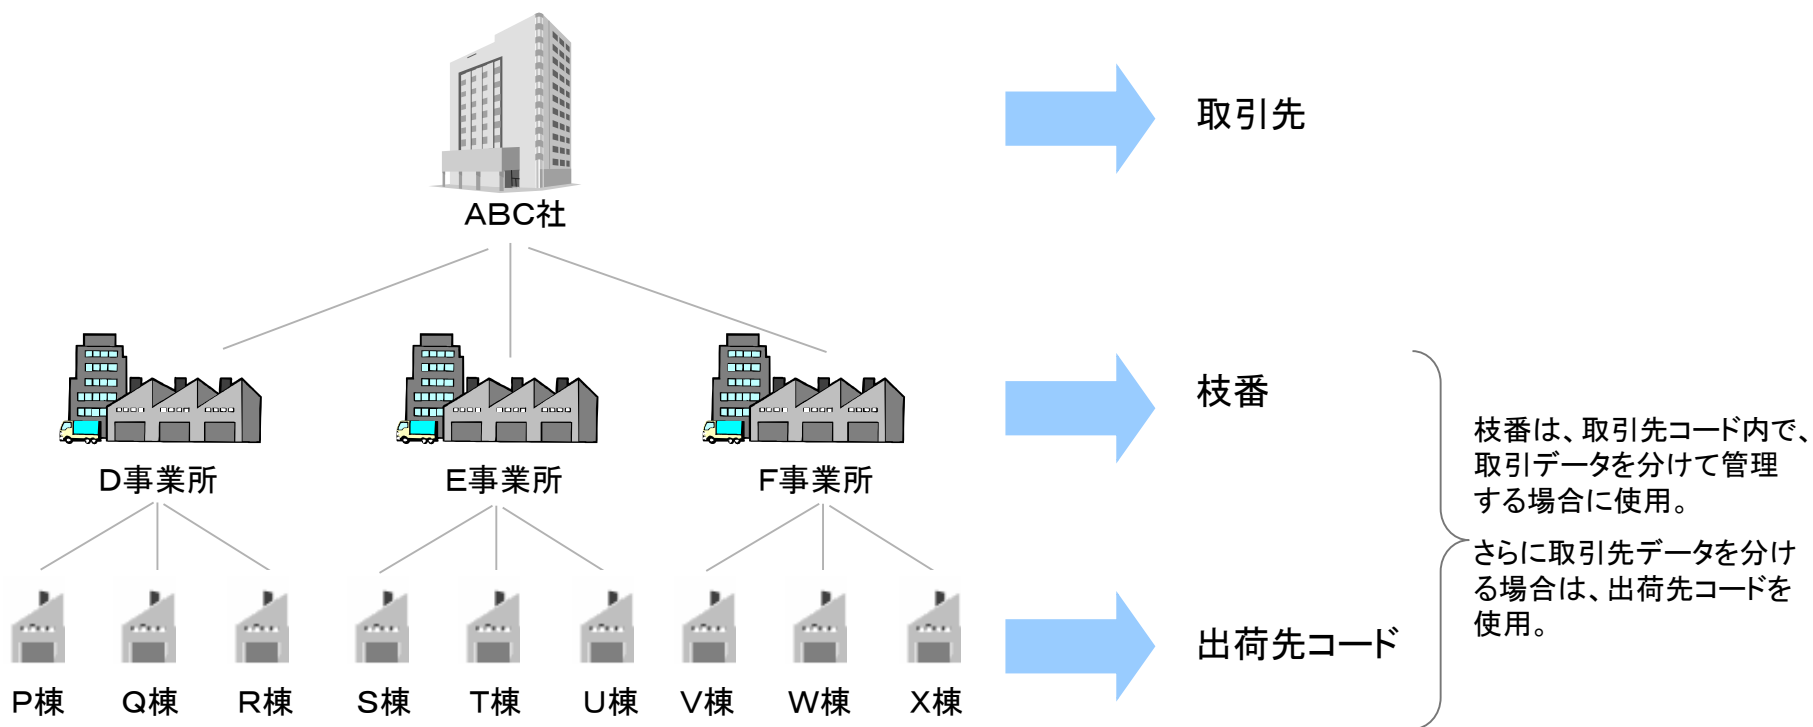 取引先
ABC社
枝番
D事業所 E事業所 F事業所
枝番は、取引先コード内で、
取引データを分けて管理
する場合に使用。
さらに取引先データを分け
る場合は、出荷先コードを
使用。
出荷先コード
P棟 Q棟 R棟 S棟 T棟 U棟 V棟 W棟 X棟